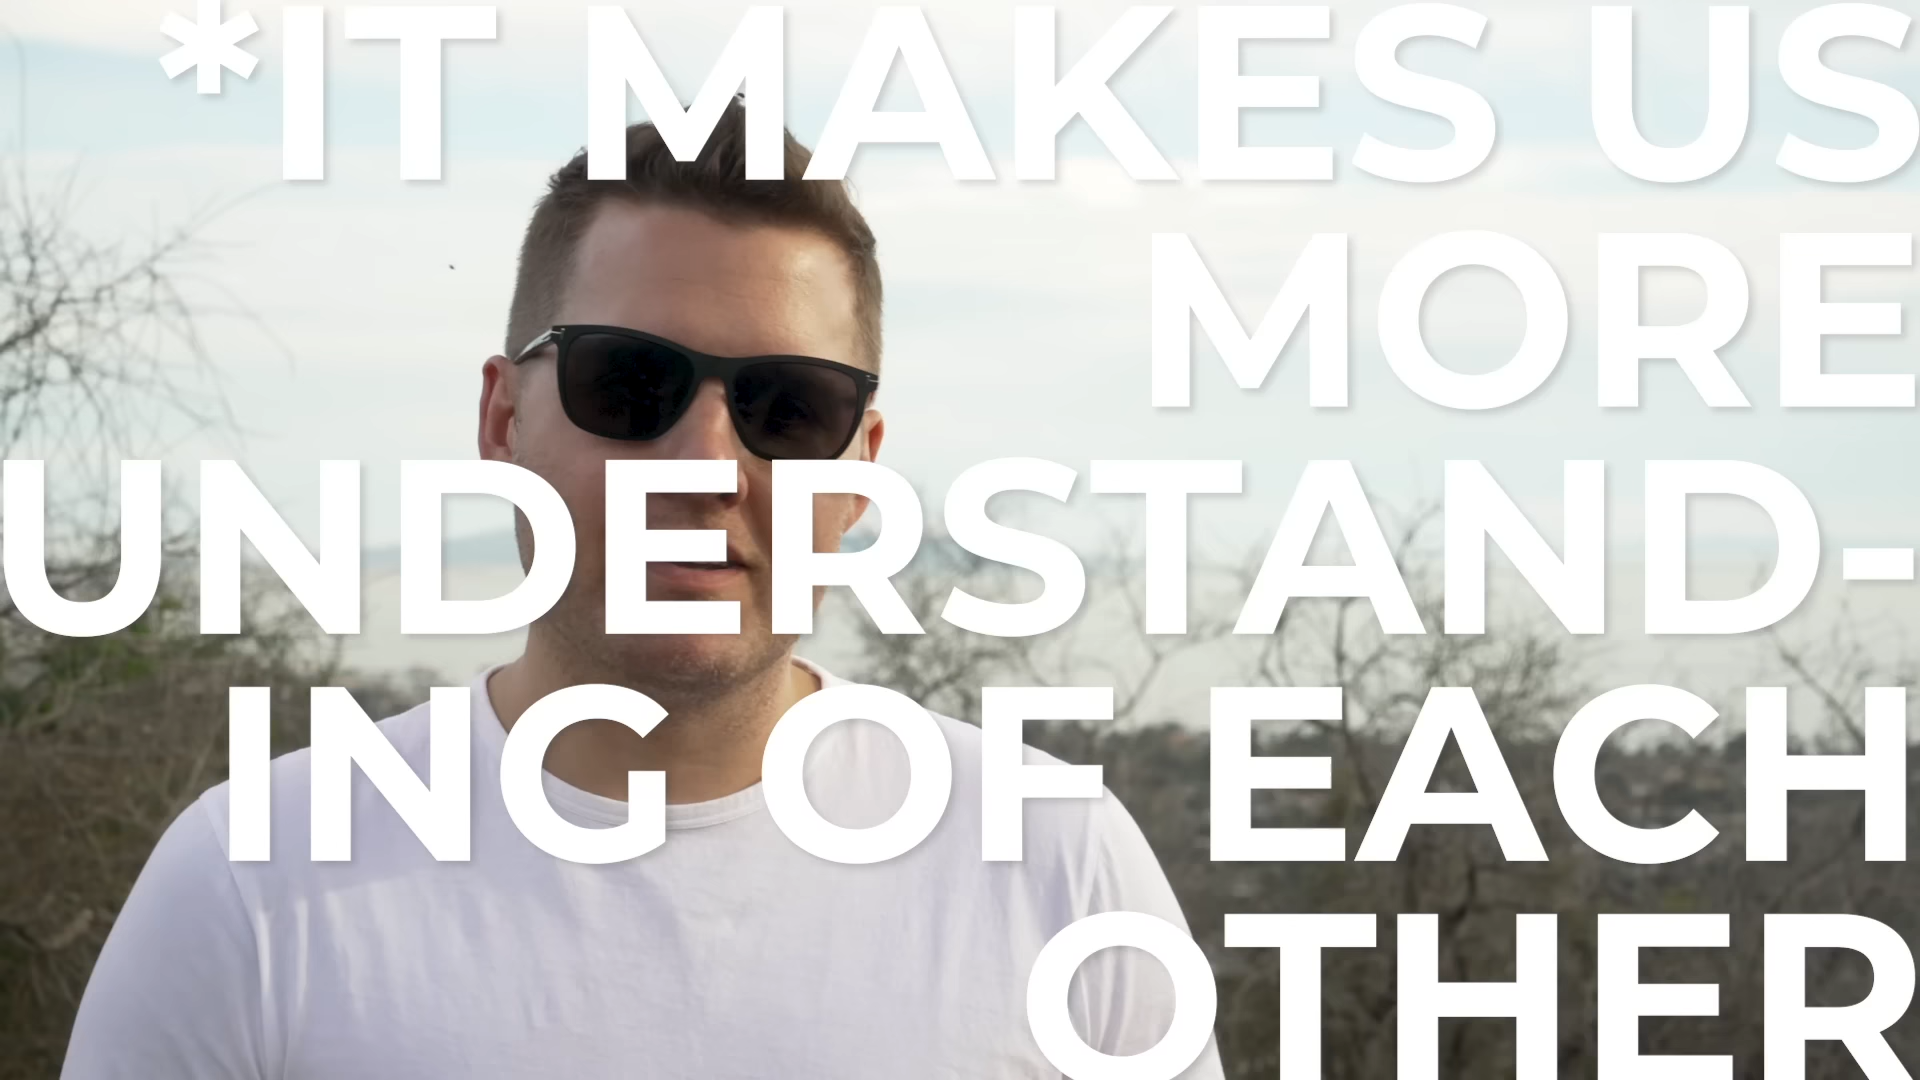 *IT MAKES US
MORE
UNDERSTAND-
ING OF EACH
OTHER